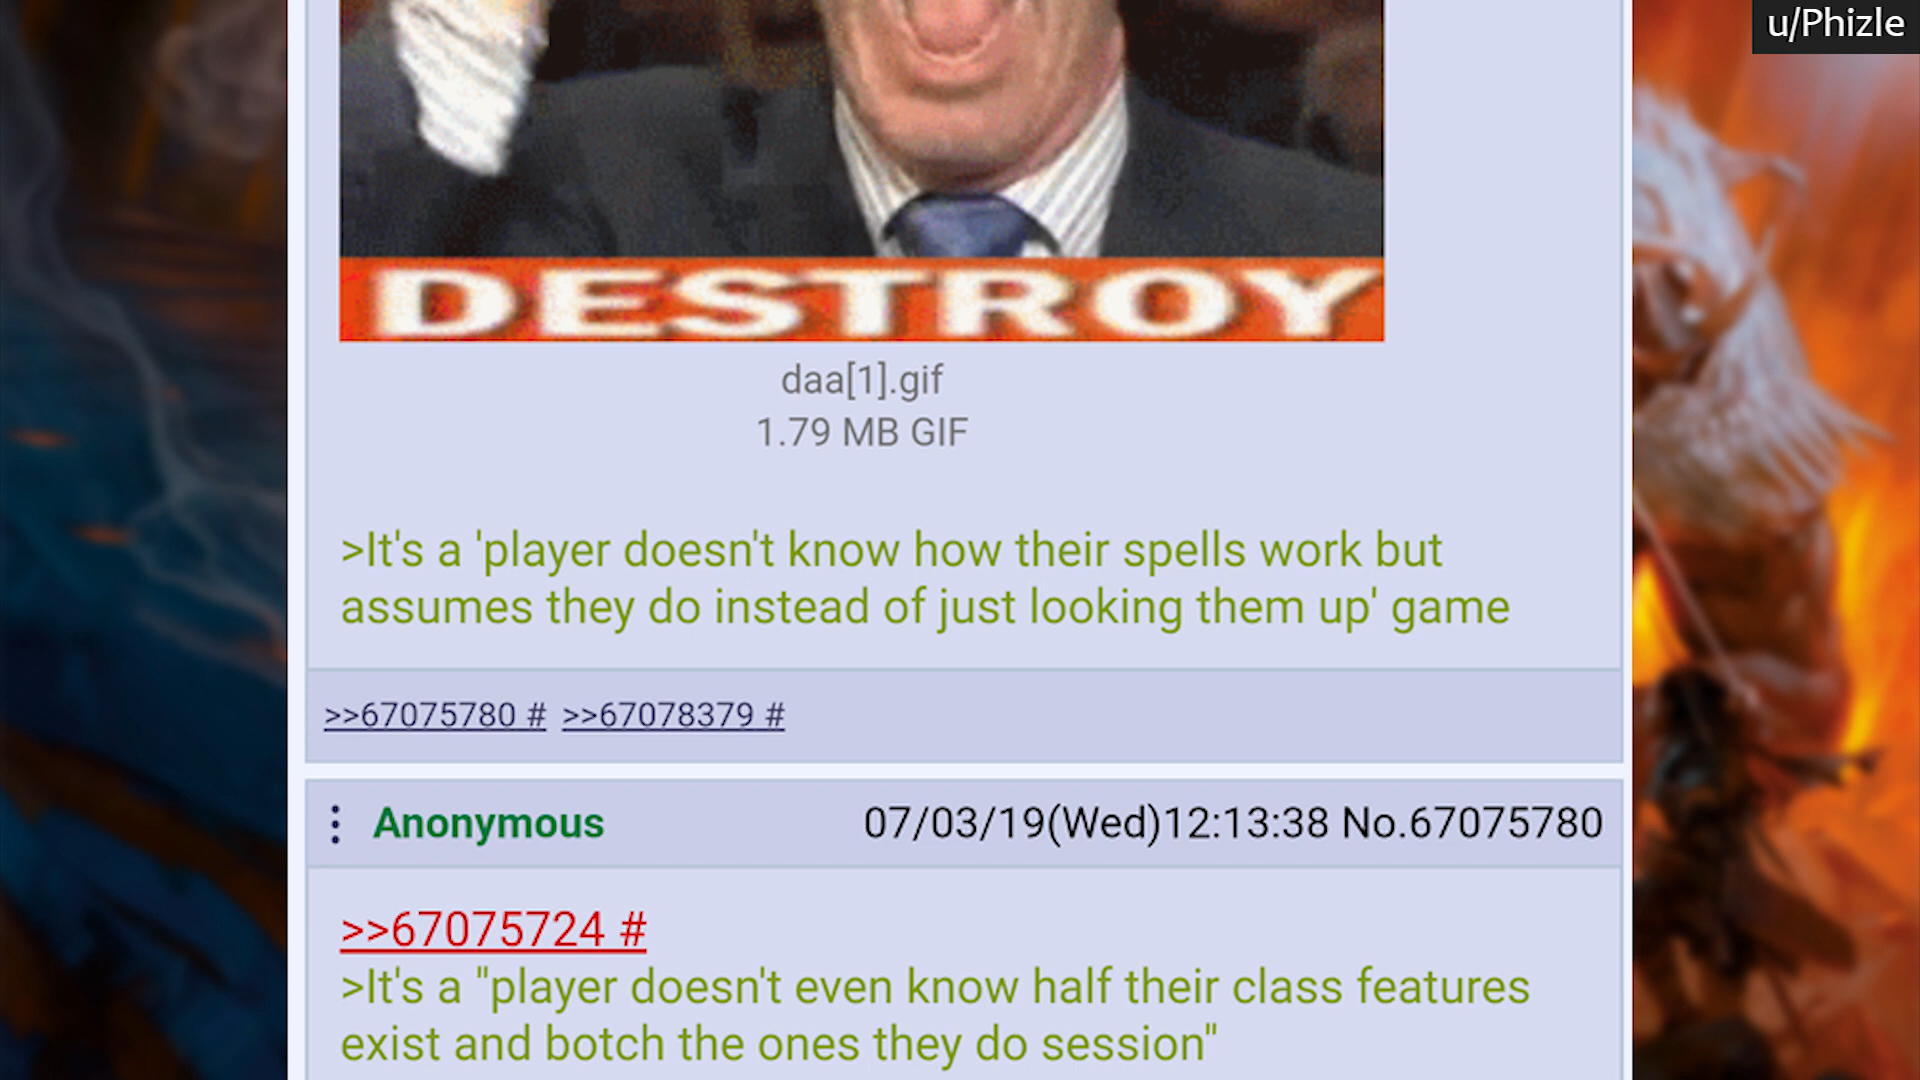 u/Phizle
DESTROY
daa[1].gif
1.79 MB GIF
>It's a 'player doesn't know how their spells work but
assumes they do instead of just looking them up' game
>>67075780 # >>67078379 #
Anonymous 07/03/19(Wed)12:13:38 No.67075780
>>67075724 #
>It's a "player doesn't even know half their class features
exist and botch the ones they do session"